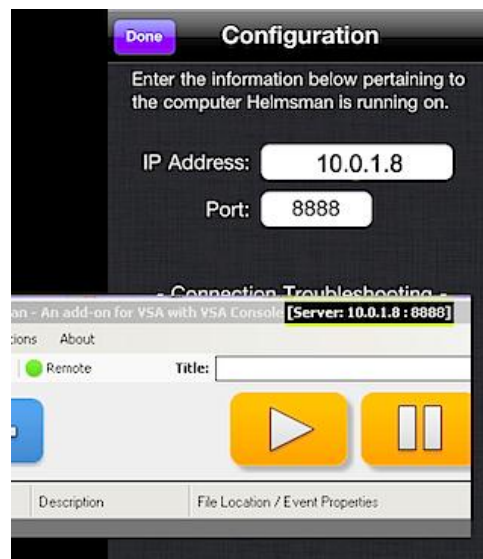 Done Configuration
Enter the information below pertaining to
the computer Helmsman is running on.
IP Address: 10.0.1.8
Port: 8888
- Connection Troubleshooting -
An add-on for VSA with VSA Console [Server: 10.0.1.8 : 8888]
About
Remote Title:
Description File Location / Event Properties